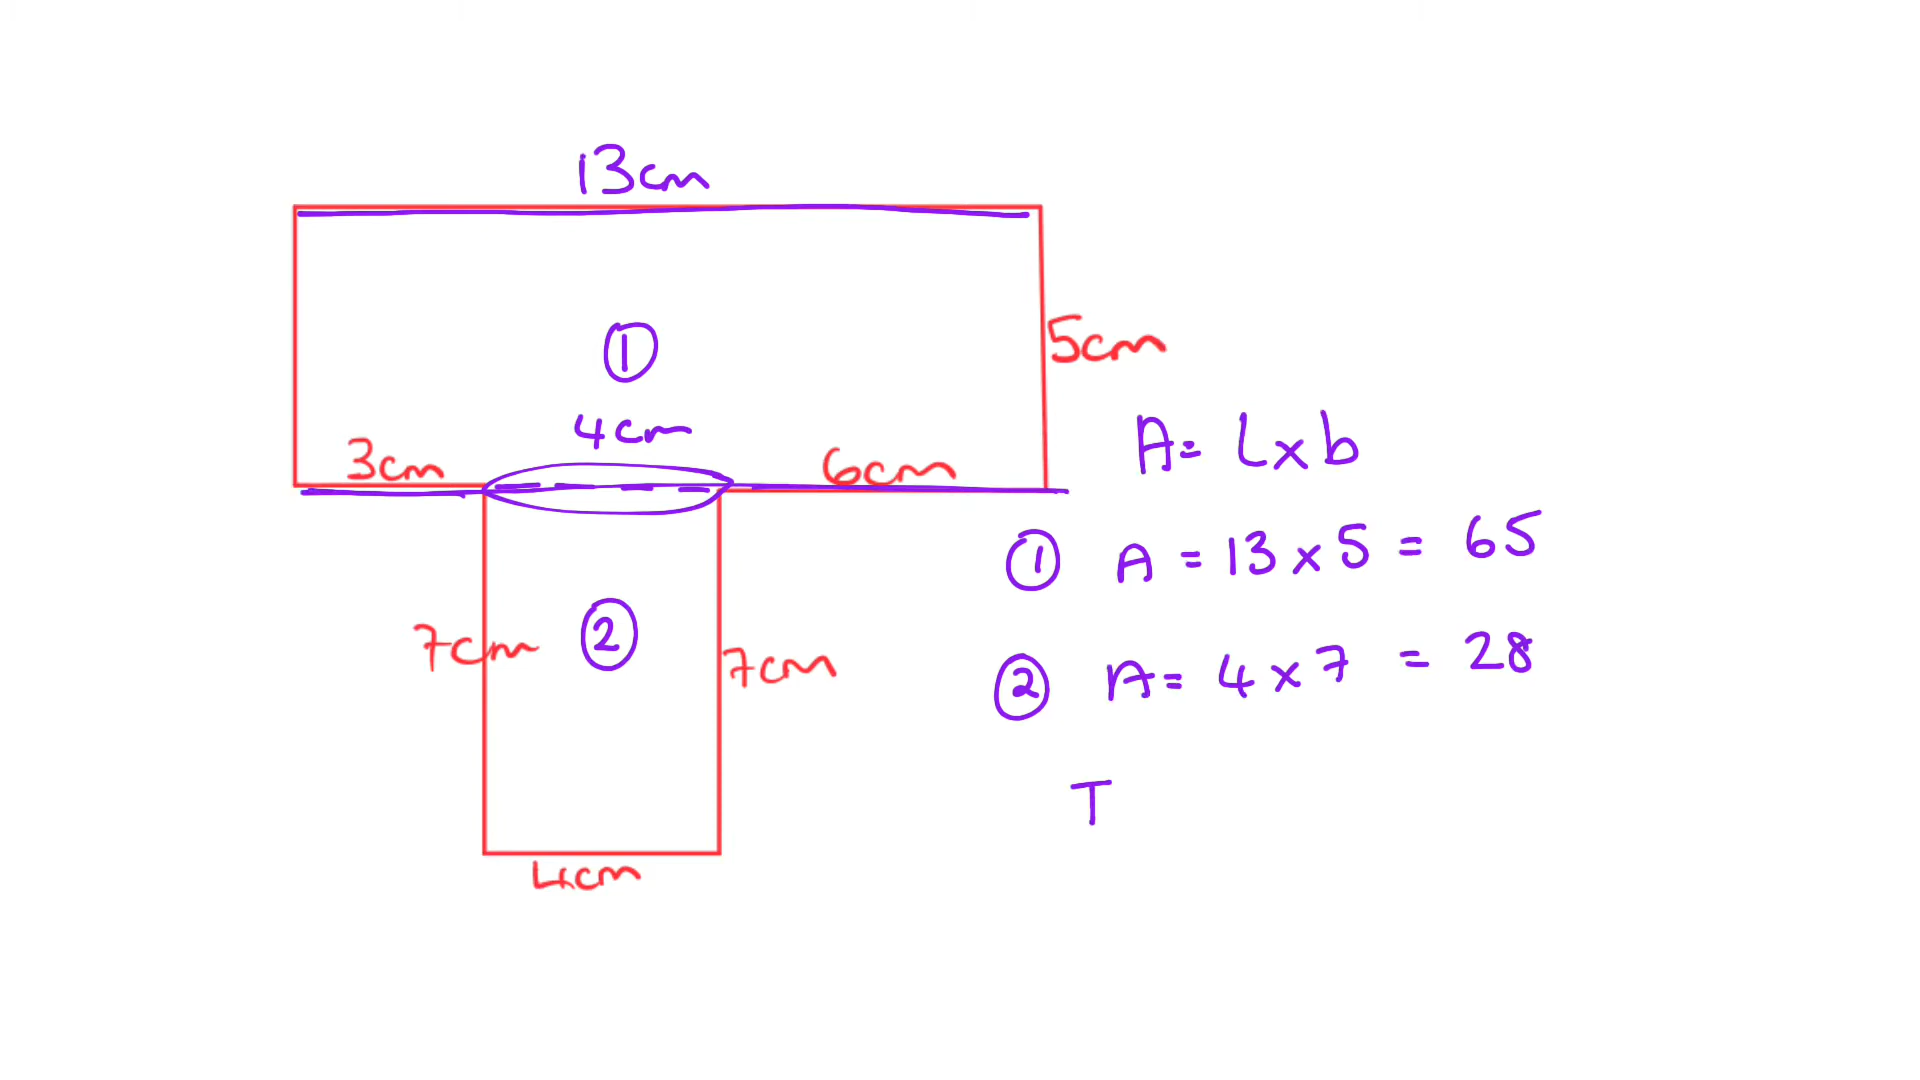 13cm
①
5cm
4cm
3cm
6cm
A= L×b
① A = 13 × 5 = 65
7cm
②
7cm
② A= 4 × 7 = 28
T
4cm